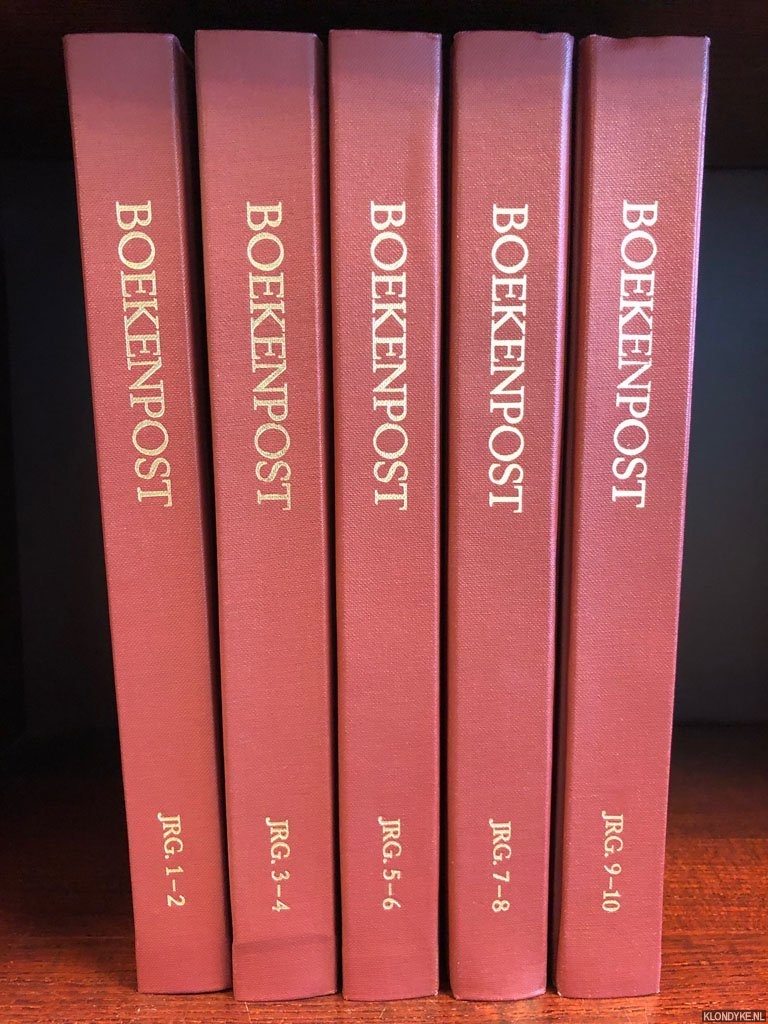 BOEKENPOST
JRG. 1–2
BOEKENPOST
JRG. 3–4
BOEKENPOST
JRG. 5–6
BOEKENPOST
JRG. 7–8
BOEKENPOST
JRG. 9–10
KLONDYKE.NL